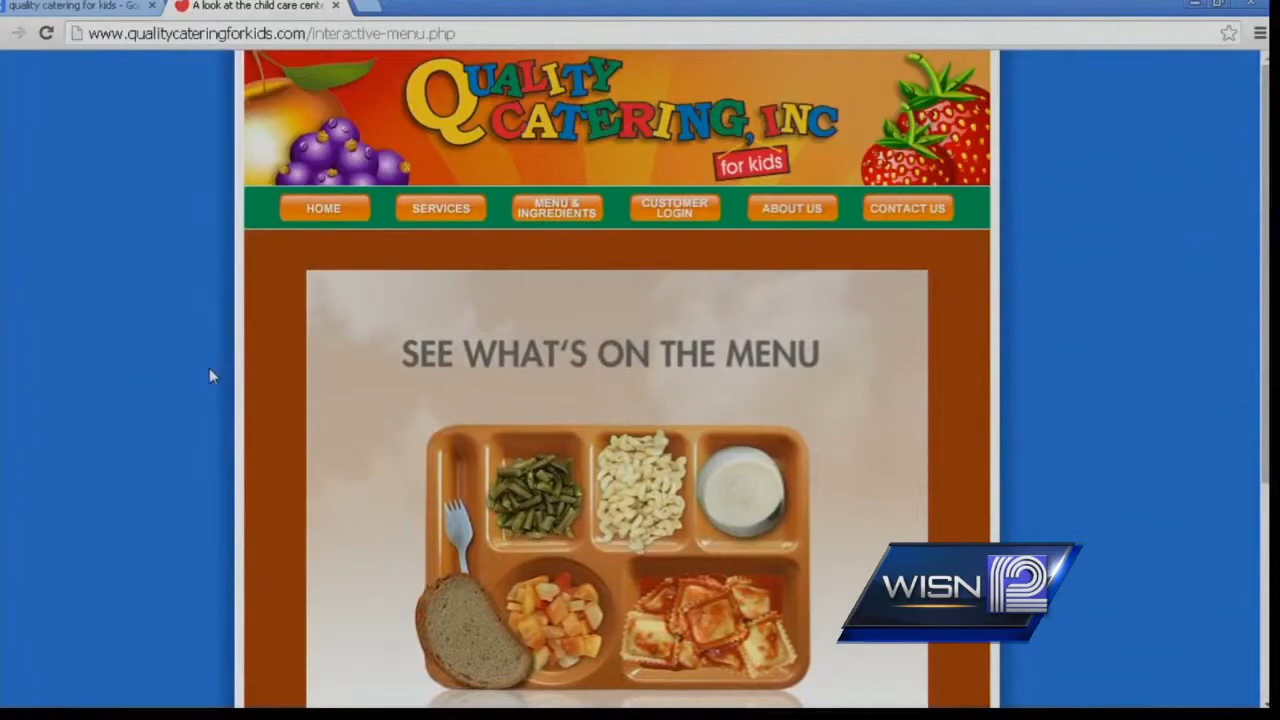 quality catering for kids - Go
A look at the child care cent
www.qualitycateringforkids.com/interactive-menu.php
QUALITY
CATERING, INC
for kids
HOME
SERVICES
MENU &
INGREDIENTS
CUSTOMER
LOGIN
ABOUT US
CONTACT US
SEE WHAT'S ON THE MENU
WISN 12